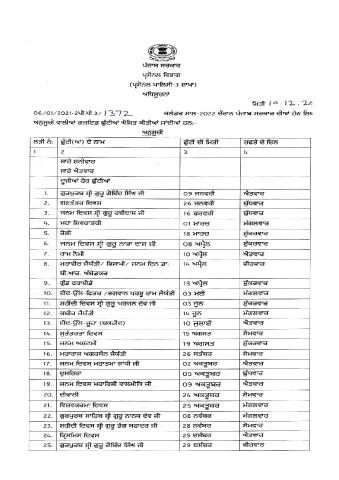 ਪੰਜਾਬ ਸਰਕਾਰ
ਪ੍ਰਸੋਨਲ ਵਿਭਾਗ
(ਪ੍ਰਸੋਨਲ ਪਾਲਿਸੀ-3 ਸ਼ਾਖਾ)
ਅਧਿਸੂਚਨਾ
ਮਿਤੀ 10.12.20
06/01/2021-2ਪੀ.ਪੀ.3/1372 ਕਲੰਡਰ ਸਾਲ-2022 ਦੌਰਾਨ ਪੰਜਾਬ ਸਰਕਾਰ ਦੀਆਂ ਹੇਠ ਲਿਖ
ਅਨੁਸੂਚੀ ਵਾਲੀਆਂ ਗਜ਼ਟਿਡ ਛੁੱਟੀਆਂ ਘੋਸ਼ਿਤ ਕੀਤੀਆਂ ਜਾਂਦੀਆਂ ਹਨ:-
ਅਨੁਸੂਚੀ
ਲੜੀ ਨੰ: ਛੁੱਟੀ(ਆਂ) ਦੇ ਨਾਮ ਛੁੱਟੀ ਦੀ ਮਿਤੀ ਹਫਤੇ ਦੇ ਦਿਨ
1 2 3 4
ਸਾਰੇ ਸ਼ਨੀਵਾਰ
ਸਾਰੇ ਐਤਵਾਰ
ਦੂਜੀਆਂ ਹੋਰ ਛੁੱਟੀਆਂ
1. ਗੁਰਪੁਰਬ ਸ੍ਰੀ ਗੁਰੂ ਗੋਬਿੰਦ ਸਿੰਘ ਜੀ 09 ਜਨਵਰੀ ਐਤਵਾਰ
2. ਗਣਤੰਤਰ ਦਿਵਸ 26 ਜਨਵਰੀ ਬੁੱਧਵਾਰ
3. ਜਨਮ ਦਿਵਸ ਸ੍ਰੀ ਗੁਰੂ ਰਵੀਦਾਸ ਜੀ 16 ਫਰਵਰੀ ਬੁੱਧਵਾਰ
4. ਮਹਾ ਸ਼ਿਵਰਾਤਰੀ 01 ਮਾਰਚ ਮੰਗਲਵਾਰ
5. ਹੋਲੀ 18 ਮਾਰਚ ਸ਼ੁੱਕਰਵਾਰ
6. ਜਨਮ ਦਿਵਸ ਸ੍ਰੀ ਗੁਰੂ ਨਾਭਾ ਦਾਸ ਜੀ 08 ਅਪ੍ਰੈਲ ਸ਼ੁੱਕਰਵਾਰ
7. ਰਾਮ ਨੌਮੀ 10 ਅਪ੍ਰੈਲ ਐਤਵਾਰ
8. ਮਹਾਵੀਰ ਜੈਯੰਤੀ/ ਵਿਸਾਖੀ/ ਜਨਮ ਦਿਨ ਡਾ: 14 ਅਪ੍ਰੈਲ ਵੀਰਵਾਰ
ਬੀ.ਆਰ. ਅੰਬੇਡਕਰ
9. ਗੁੱਡ ਫਰਾਈਡੇ 15 ਅਪ੍ਰੈਲ ਸ਼ੁੱਕਰਵਾਰ
10. ਈਦ-ਉੱਲ-ਫਿਤਰ /ਭਗਵਾਨ ਪਰਸ਼ੂ ਰਾਮ ਜੈਯੰਤੀ 03 ਮਈ ਮੰਗਲਵਾਰ
11. ਸ਼ਹੀਦੀ ਦਿਵਸ ਸ੍ਰੀ ਗੁਰੂ ਅਰਜਨ ਦੇਵ ਜੀ 03 ਜੂਨ ਸ਼ੁੱਕਰਵਾਰ
12. ਕਬੀਰ ਜੈਯੰਤੀ 14 ਜੂਨ ਮੰਗਲਵਾਰ
13. ਈਦ-ਉੱਲ-ਜੂਹਾ (ਬਕਰੀਦ) 10 ਜੁਲਾਈ ਐਤਵਾਰ
14. ਸੁਤੰਤਰਤਾ ਦਿਵਸ 15 ਅਗਸਤ ਸੋਮਵਾਰ
15. ਜਨਮ ਅਸ਼ਟਮੀ 19 ਅਗਸਤ ਸ਼ੁੱਕਰਵਾਰ
16. ਮਹਾਰਾਜ ਅਗਰਸੈਨ ਜੈਯੰਤੀ 26 ਸਤੰਬਰ ਸੋਮਵਾਰ
17. ਜਨਮ ਦਿਵਸ ਮਹਾਤਮਾ ਗਾਂਧੀ ਜੀ 02 ਅਕਤੂਬਰ ਐਤਵਾਰ
18. ਦੁਸਹਿਰਾ 05 ਅਕਤੂਬਰ ਬੁੱਧਵਾਰ
19. ਜਨਮ ਦਿਵਸ ਮਹਾਰਿਸ਼ੀ ਵਾਲਮੀਕਿ ਜੀ 09 ਅਕਤੂਬਰ ਐਤਵਾਰ
20. ਦੀਵਾਲੀ 24 ਅਕਤੂਬਰ ਸੋਮਵਾਰ
21. ਵਿਸ਼ਵਕਰਮਾ ਦਿਵਸ 25 ਅਕਤੂਬਰ ਮੰਗਲਵਾਰ
22. ਗੁਰਪੁਰਬ ਸਾਹਿਬ ਸ੍ਰੀ ਗੁਰੂ ਨਾਨਕ ਦੇਵ ਜੀ 08 ਨਵੰਬਰ ਮੰਗਲਵਾਰ
23. ਸ਼ਹੀਦੀ ਦਿਵਸ ਸ੍ਰੀ ਗੁਰੂ ਤੇਗ ਬਹਾਦਰ ਜੀ 28 ਨਵੰਬਰ ਸੋਮਵਾਰ
24. ਕ੍ਰਿਸਮਿਸ ਦਿਵਸ 25 ਦਸੰਬਰ ਐਤਵਾਰ
25. ਗੁਰਪੁਰਬ ਸ੍ਰੀ ਗੁਰੂ ਗੋਬਿੰਦ ਸਿੰਘ ਜੀ 29 ਦਸੰਬਰ ਵੀਰਵਾਰ